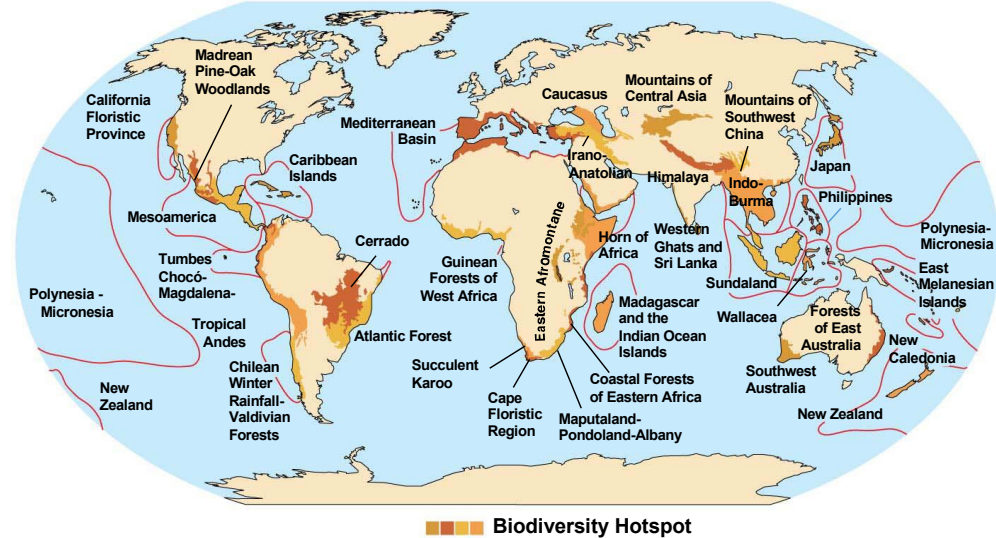 Madrean
Pine-Oak
Woodlands
California
Floristic
Province
Mediterranean
Basin
Caucasus
Mountains of
Central Asia
Mountains of
Southwest
China
Caribbean
Islands
Irano-
Anatolian
Himalaya
Indo-
Burma
Japan
Philippines
Mesoamerica
Cerrado
Tumbes
Chocó-
Magdalena-
Guinean
Forests of
West Africa
Eastern Afromontane
Horn of
Africa
Western
Ghats and
Sri Lanka
Sundaland
Wallacea
Polynesia-
Micronesia
East
Melanesian
Islands
Polynesia -
Micronesia
Tropical
Andes
Atlantic Forest
Madagascar
and the
Indian Ocean
Islands
Forests
of East
Australia
New
Caledonia
Southwest
Australia
New
Zealand
Chilean
Winter
Rainfall-
Valdivian
Forests
Succulent
Karoo
Cape
Floristic
Region
Coastal Forests
of Eastern Africa
Maputaland-
Pondoland-Albany
New Zealand
Biodiversity Hotspot